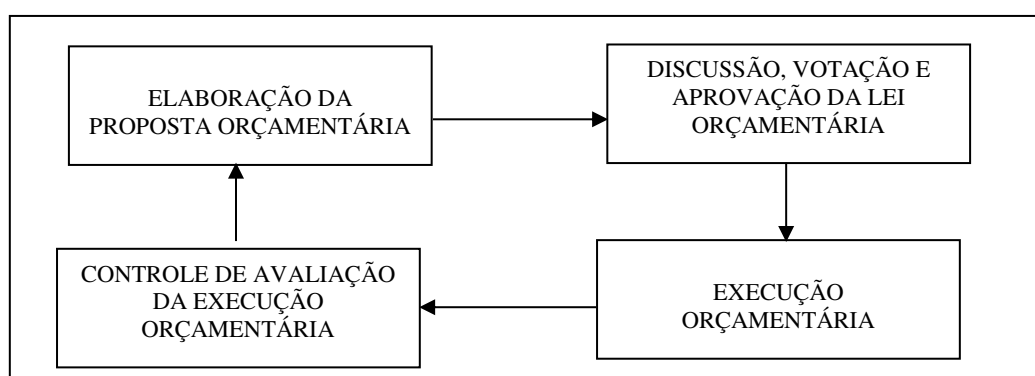 ELABORAÇÃO DA
PROPOSTA ORÇAMENTÁRIA
DISCUSSÃO, VOTAÇÃO E
APROVAÇÃO DA LEI
ORÇAMENTÁRIA
CONTROLE DE AVALIAÇÃO
DA EXECUÇÃO
ORÇAMENTÁRIA
EXECUÇÃO
ORÇAMENTÁRIA